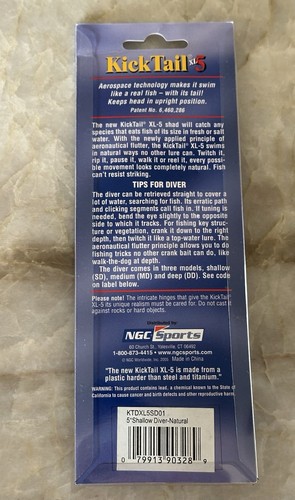 KickTail XL-5
Aerospace technology makes it swim
like a real fish – with its tail!
Keeps head in upright position.
Patent No. 6,460,286
The new KickTail® XL-5 shad will catch any
species that eats fish of its size in fresh or salt
water. With the newly applied principle of
aeronautical flutter, the KickTail® XL-5 swims
in natural ways no other lure can. Twitch it,
rip it, pause it, walk it or reel it, every possi-
ble movement looks completely natural. Fish
can't resist striking.
TIPS FOR DIVER
The diver can be retrieved straight to cover a
lot of water, searching for fish. Its erratic path
and clicking segments call fish in. If tuning is
needed, bend the eye slightly to the opposite
side to which it tracks. For fishing key struc-
ture or vegetation, crank it down to the right
depth, then twitch it like a top-water lure. The
aeronautical flutter principle allows you to do
fishing tricks no other crank bait can do, like
walk-the-dog at depth.
The diver comes in three models, shallow
(SD), medium (MD) and deep (DD). See code
on label below.
Please note! The intricate hinges that give the KickTail®
XL-5 its unique realism must be cared for. Do not cast it
against rocks or hard objects.
Distributed by:
NGC Sports
60 Church St., Yalesville, CT 06492
1-800-873-4415 • www.ngcsports.com
© NGC Worldwide, Inc. 2003 Made in China
"The new KickTail XL-5 is made from a
plastic harder than steel and titanium."
WARNING: This product contains lead, a chemical known to the State of
California to cause cancer and birth defects and other reproductive harm.
KTDXL5SD01
5"Shallow Diver-Natural
0 79913 90328 9